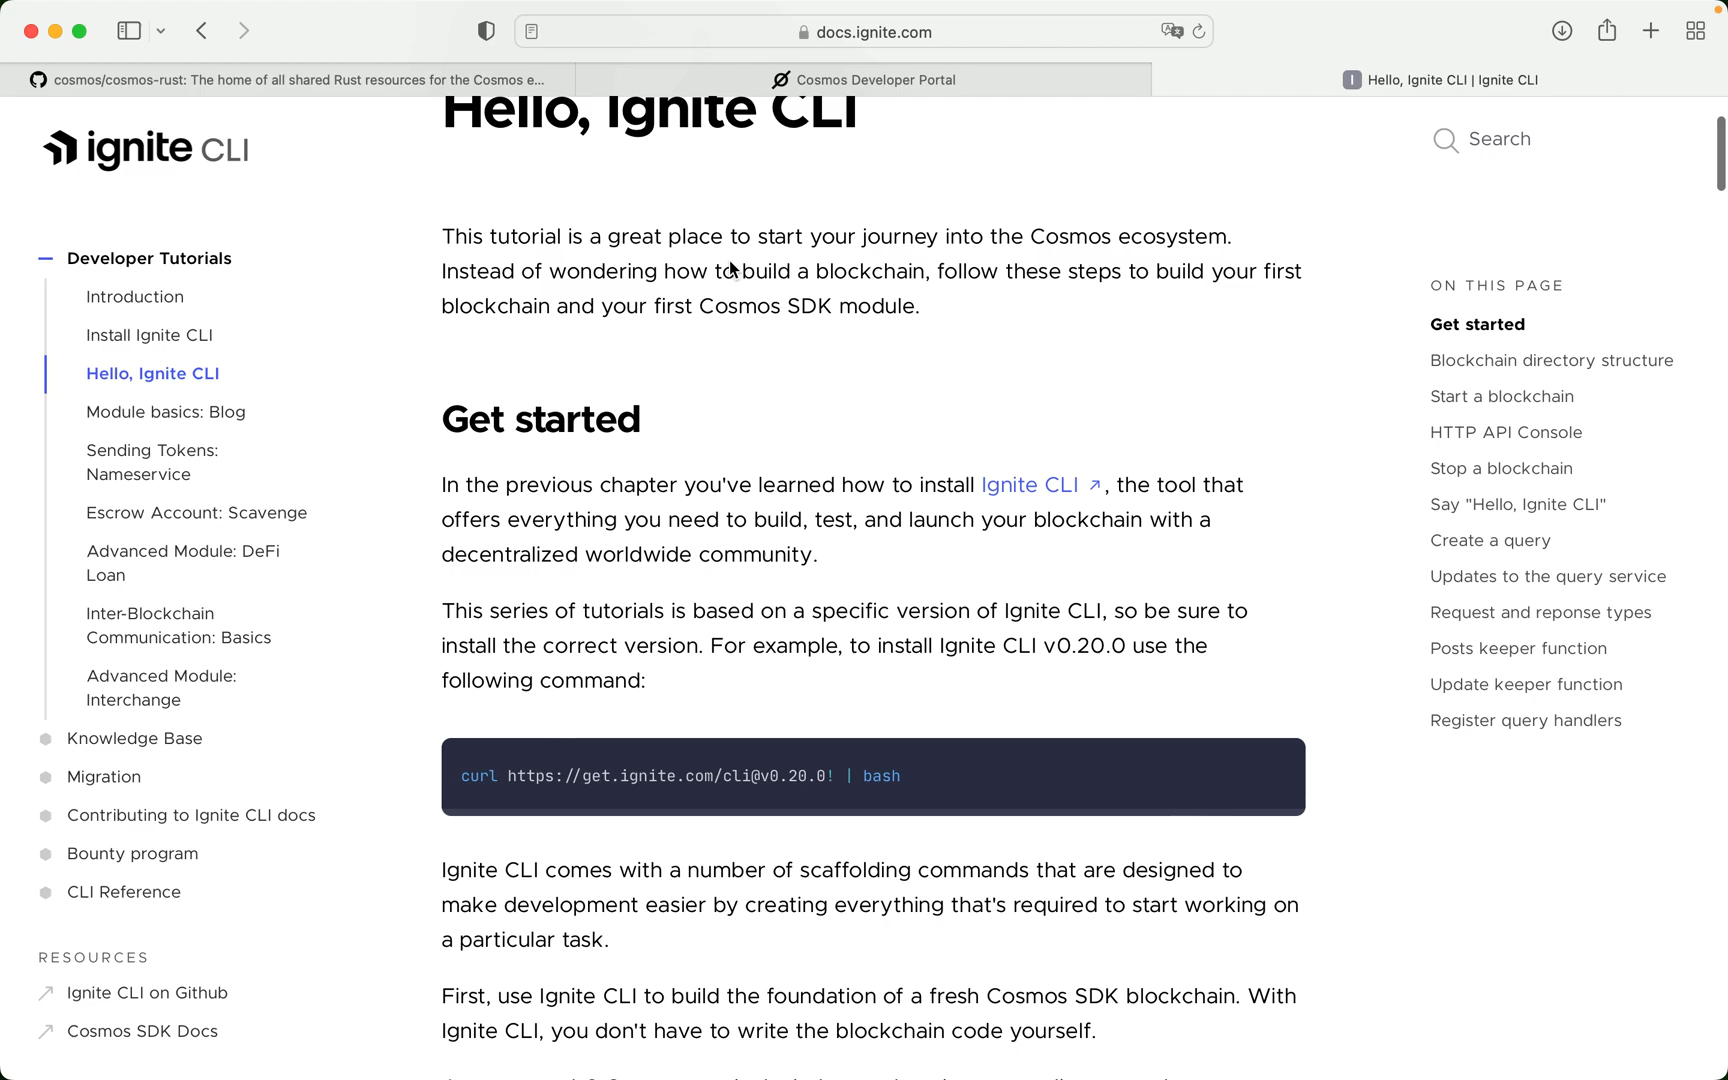 docs.ignite.com
cosmos/cosmos-rust: The home of all shared Rust resources for the Cosmos e...
Cosmos Developer Portal
I Hello, Ignite CLI | Ignite CLI
ignite CLI
Developer Tutorials
Introduction
Install Ignite CLI
Hello, Ignite CLI
Module basics: Blog
Sending Tokens:
Nameservice
Escrow Account: Scavenge
Advanced Module: DeFi
Loan
Inter-Blockchain
Communication: Basics
Advanced Module:
Interchange
Knowledge Base
Migration
Contributing to Ignite CLI docs
Bounty program
CLI Reference
RESOURCES
Ignite CLI on Github
Cosmos SDK Docs
Hello, Ignite CLI
This tutorial is a great place to start your journey into the Cosmos ecosystem.
Instead of wondering how to build a blockchain, follow these steps to build your first
blockchain and your first Cosmos SDK module.
Get started
In the previous chapter you've learned how to install Ignite CLI ↗, the tool that
offers everything you need to build, test, and launch your blockchain with a
decentralized worldwide community.
This series of tutorials is based on a specific version of Ignite CLI, so be sure to
install the correct version. For example, to install Ignite CLI v0.20.0 use the
following command:
curl https://get.ignite.com/cli@v0.20.0! | bash
Ignite CLI comes with a number of scaffolding commands that are designed to
make development easier by creating everything that's required to start working on
a particular task.
First, use Ignite CLI to build the foundation of a fresh Cosmos SDK blockchain. With
Ignite CLI, you don't have to write the blockchain code yourself.
Search
ON THIS PAGE
Get started
Blockchain directory structure
Start a blockchain
HTTP API Console
Stop a blockchain
Say "Hello, Ignite CLI"
Create a query
Updates to the query service
Request and reponse types
Posts keeper function
Update keeper function
Register query handlers